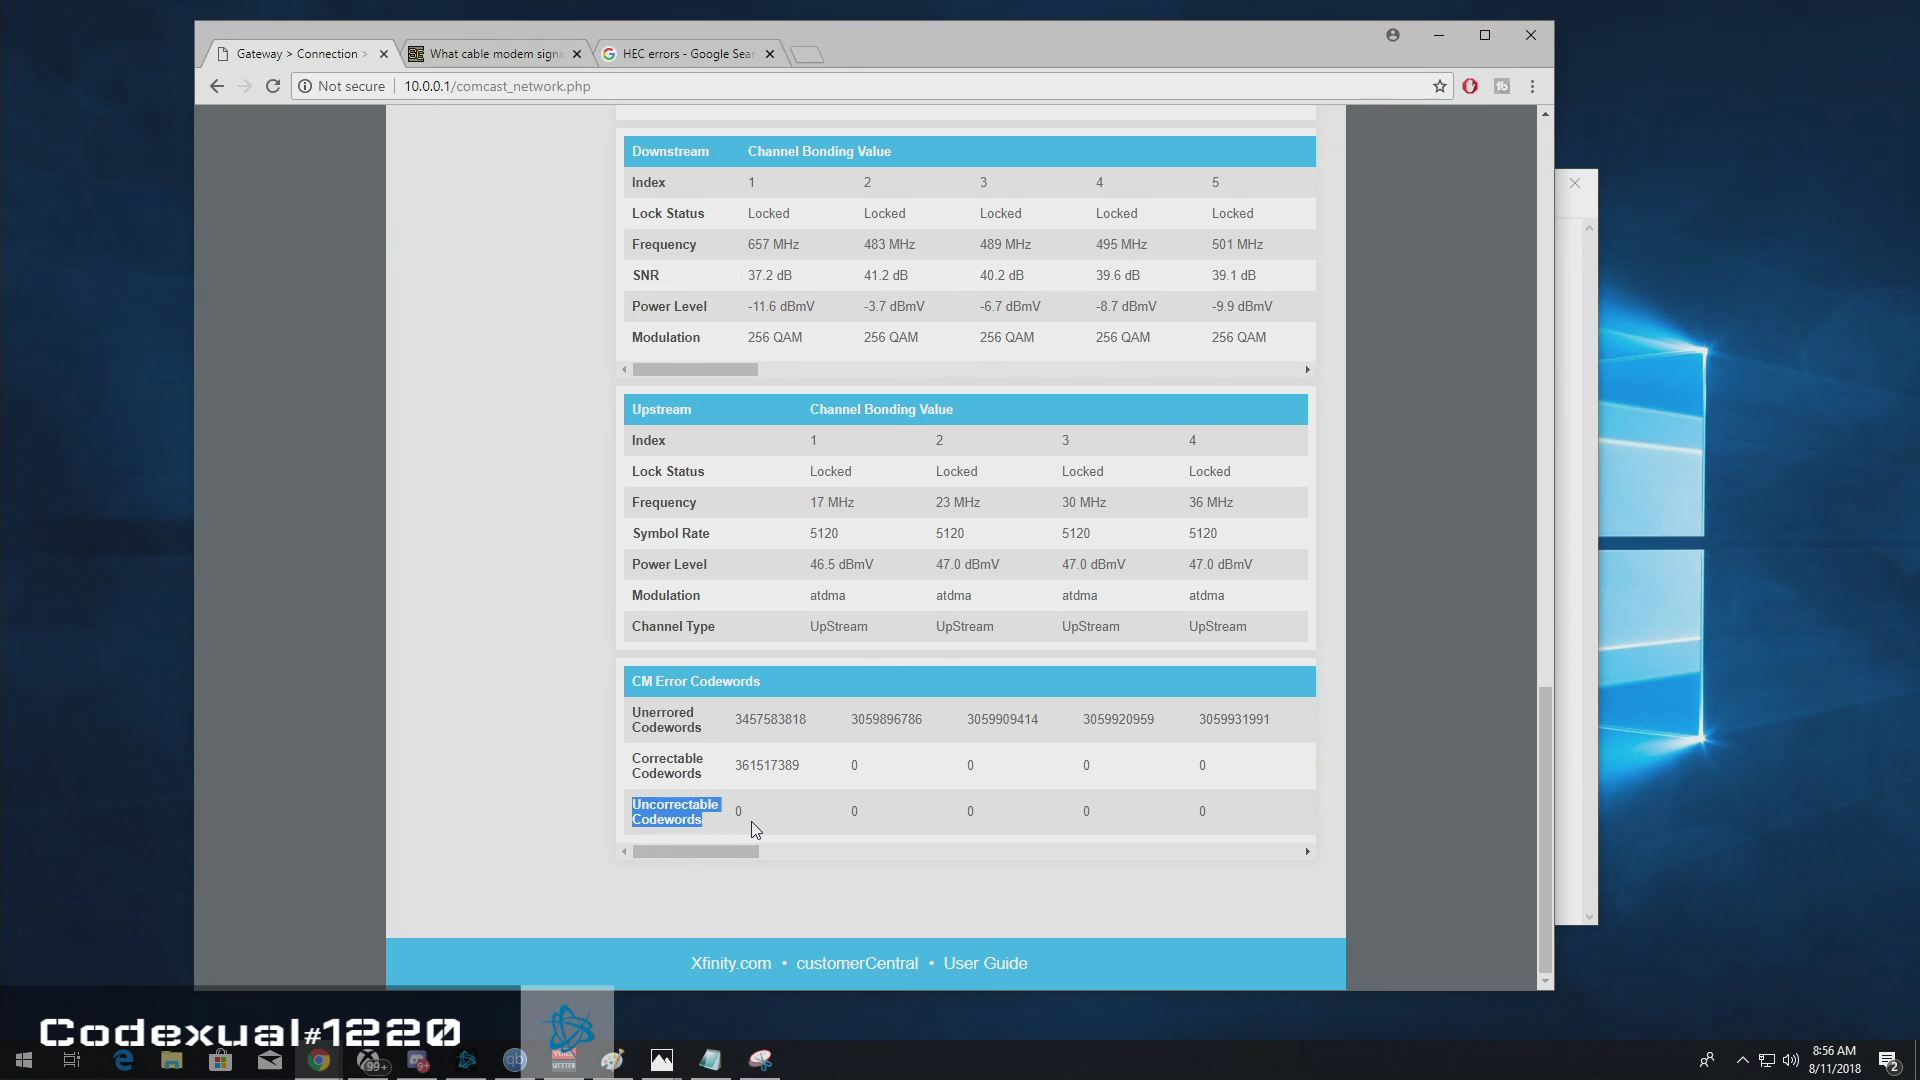 Gateway > Connection >
What cable modem signa
HEC errors - Google Sear
Not secure
10.0.0.1/comcast_network.php
Downstream Channel Bonding Value
Index 1 2 3 4 5
Lock Status Locked Locked Locked Locked Locked
Frequency 657 MHz 483 MHz 489 MHz 495 MHz 501 MHz
SNR 37.2 dB 41.2 dB 40.2 dB 39.6 dB 39.1 dB
Power Level -11.6 dBmV -3.7 dBmV -6.7 dBmV -8.7 dBmV -9.9 dBmV
Modulation 256 QAM 256 QAM 256 QAM 256 QAM 256 QAM
Upstream Channel Bonding Value
Index 1 2 3 4
Lock Status Locked Locked Locked Locked
Frequency 17 MHz 23 MHz 30 MHz 36 MHz
Symbol Rate 5120 5120 5120 5120
Power Level 46.5 dBmV 47.0 dBmV 47.0 dBmV 47.0 dBmV
Modulation atdma atdma atdma atdma
Channel Type UpStream UpStream UpStream UpStream
CM Error Codewords
Unerrored
Codewords
3457583818 3059896786 3059909414 3059920959 3059931991
Correctable
Codewords
361517389 0 0 0 0
Uncorrectable
Codewords
0 0 0 0 0
Xfinity.com • customerCentral • User Guide
Codexual#1220
99+
9+
qb
MEETER
8:56 AM
8/11/2018
2